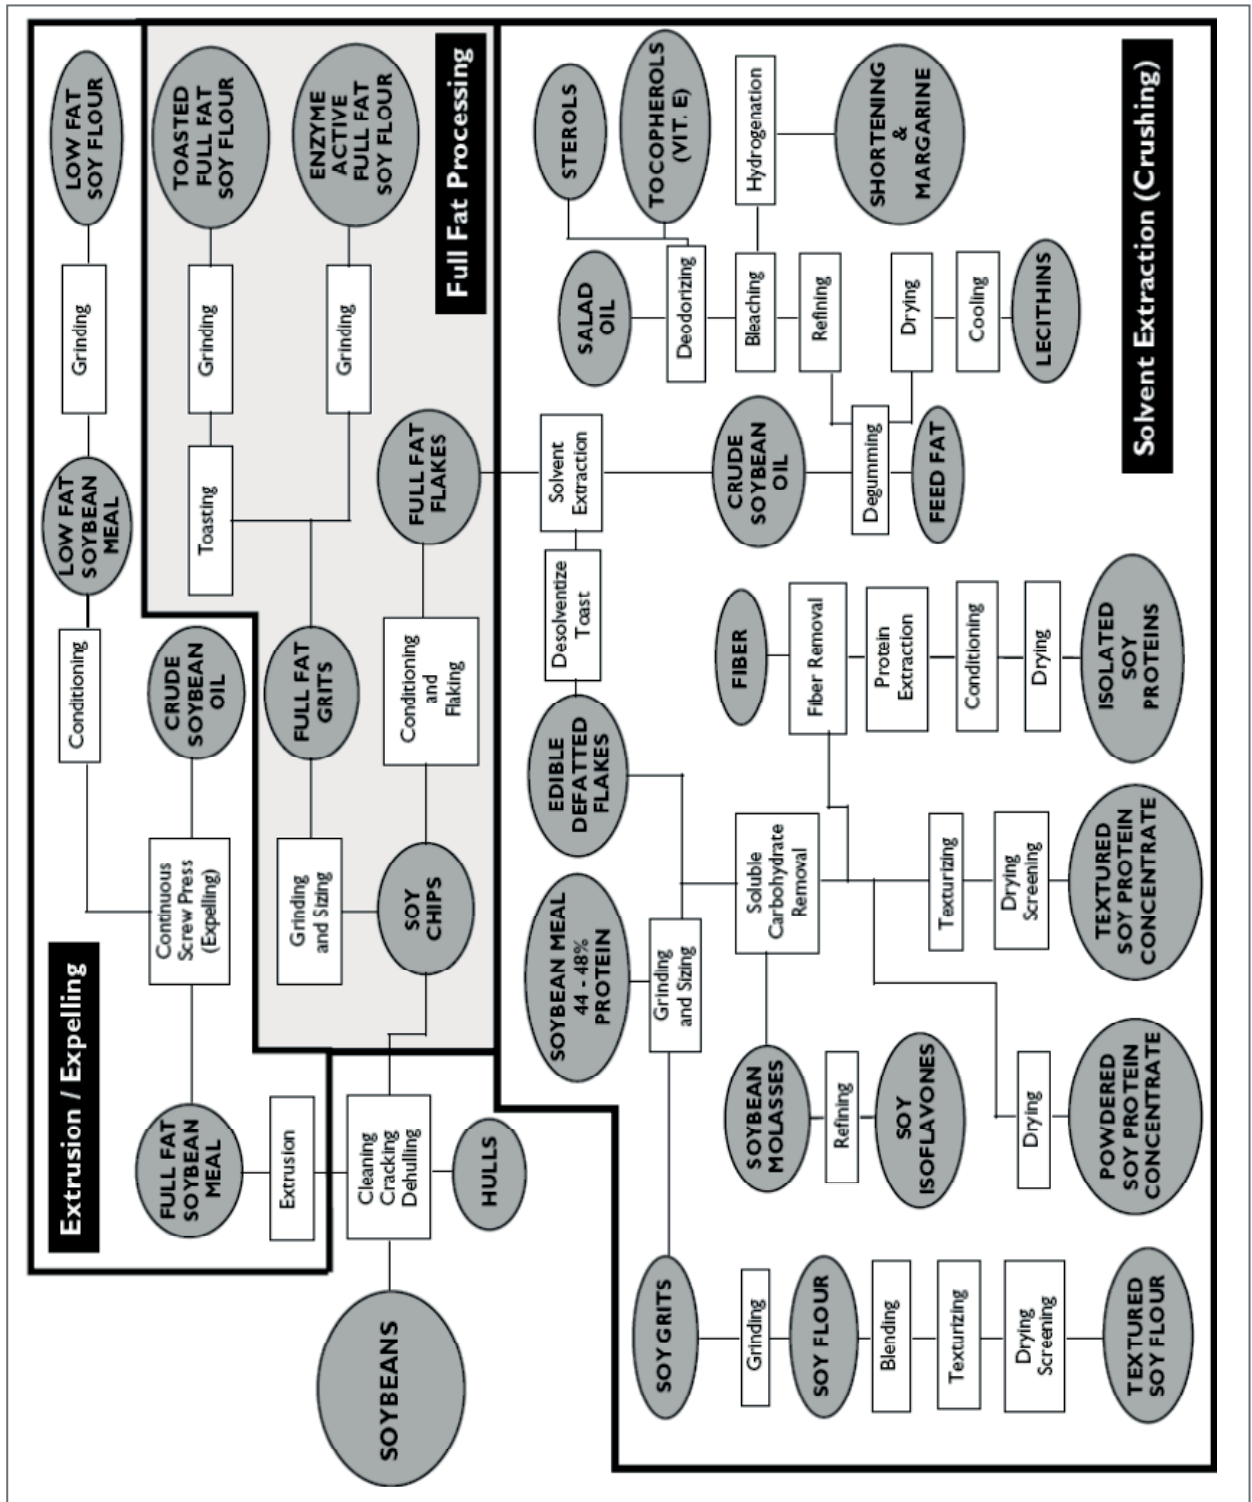 Extrusion / Expelling
LOW FAT
SOY FLOUR
Grinding
LOW FAT
SOYBEAN
MEAL
Conditioning
CRUDE
SOYBEAN
OIL
Continuous
Screw Press
(Expelling)
FULL FAT
SOYBEAN
MEAL
Extrusion
Cleaning
Cracking
Dehulling
HULLS
SOYBEANS
Full Fat Processing
TOASTED
FULL FAT
SOY FLOUR
Grinding
Toasting
ENZYME
ACTIVE
FULL FAT
SOY FLOUR
Grinding
FULL FAT
GRITS
Grinding
and Sizing
SOY
CHIPS
Conditioning
and
Flaking
FULL FAT
FLAKES
Solvent Extraction (Crushing)
Solvent
Extraction
Desolventize
Toast
EDIBLE
DEFATTED
FLAKES
SOYBEAN MEAL
44 - 48%
PROTEIN
Grinding
and Sizing
SOY GRITS
Grinding
SOY FLOUR
Blending
Texturizing
Drying
Screening
TEXTURED
SOY FLOUR
Soluble
Carbohydrate
Removal
SOYBEAN
MOLASSES
Refining
SOY
ISOFLAVONES
Drying
POWDERED
SOY PROTEIN
CONCENTRATE
Texturizing
Drying
Screening
TEXTURED
SOY PROTEIN
CONCENTRATE
FIBER
Fiber Removal
Protein
Extraction
Conditioning
Drying
ISOLATED
SOY
PROTEINS
CRUDE
SOYBEAN
OIL
Degumming
FEED FAT
Refining
Bleaching
Deodorizing
SALAD
OIL
STEROLS
TOCOPHEROLS
(VIT. E)
Hydrogenation
SHORTENING
&
MARGARINE
Drying
Cooling
LECITHINS